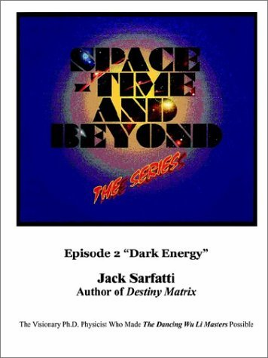 SPACE
-TIME
AND
BEYOND
THE SERIES!
Episode 2 “Dark Energy”
Jack Sarfatti
Author of Destiny Matrix
The Visionary Ph.D. Physicist Who Made The Dancing Wu Li Masters Possible